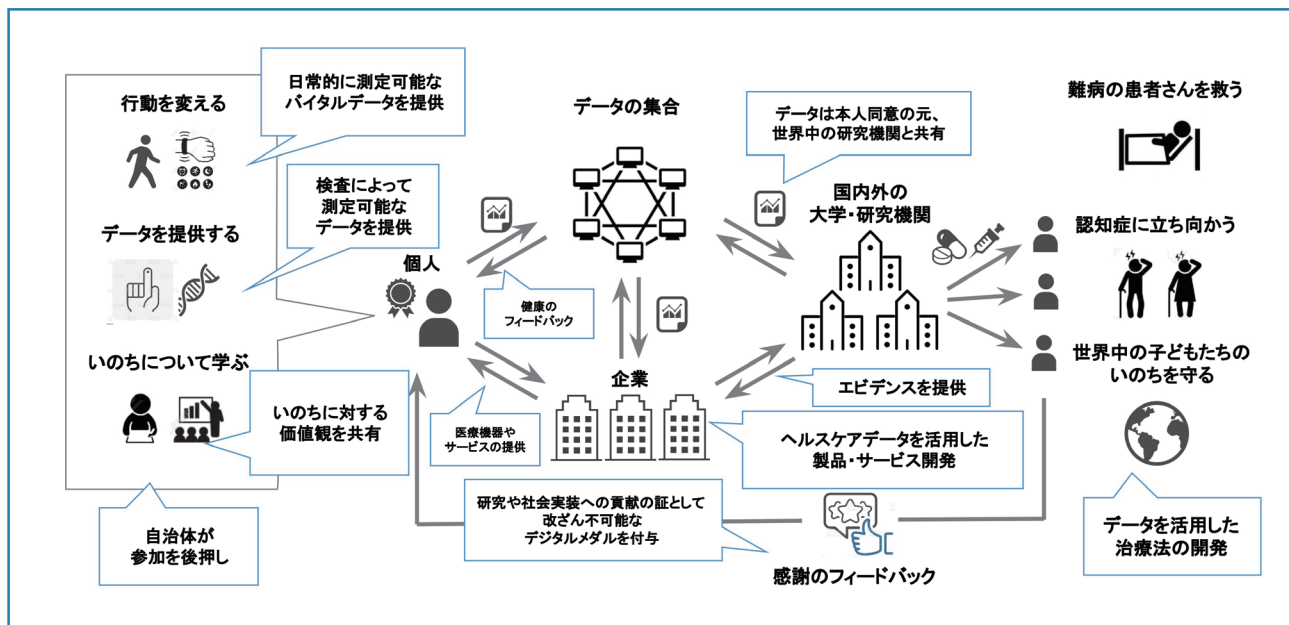 行動を変える
日常的に測定可能な
バイタルデータを提供
データを提供する
検査によって
測定可能な
データを提供
いのちについて学ぶ
いのちに対する
価値観を共有
自治体が
参加を後押し
個人
データの集合
健康の
フィードバック
企業
医療機器や
サービスの提供
データは本人同意の元、
世界中の研究機関と共有
国内外の
大学・研究機関
エビデンスを提供
ヘルスケアデータを活用した
製品・サービス開発
研究や社会実装への貢献の証として
改ざん不可能な
デジタルメダルを付与
感謝のフィードバック
難病の患者さんを救う
認知症に立ち向かう
世界中の子どもたちの
いのちを守る
データを活用した
治療法の開発